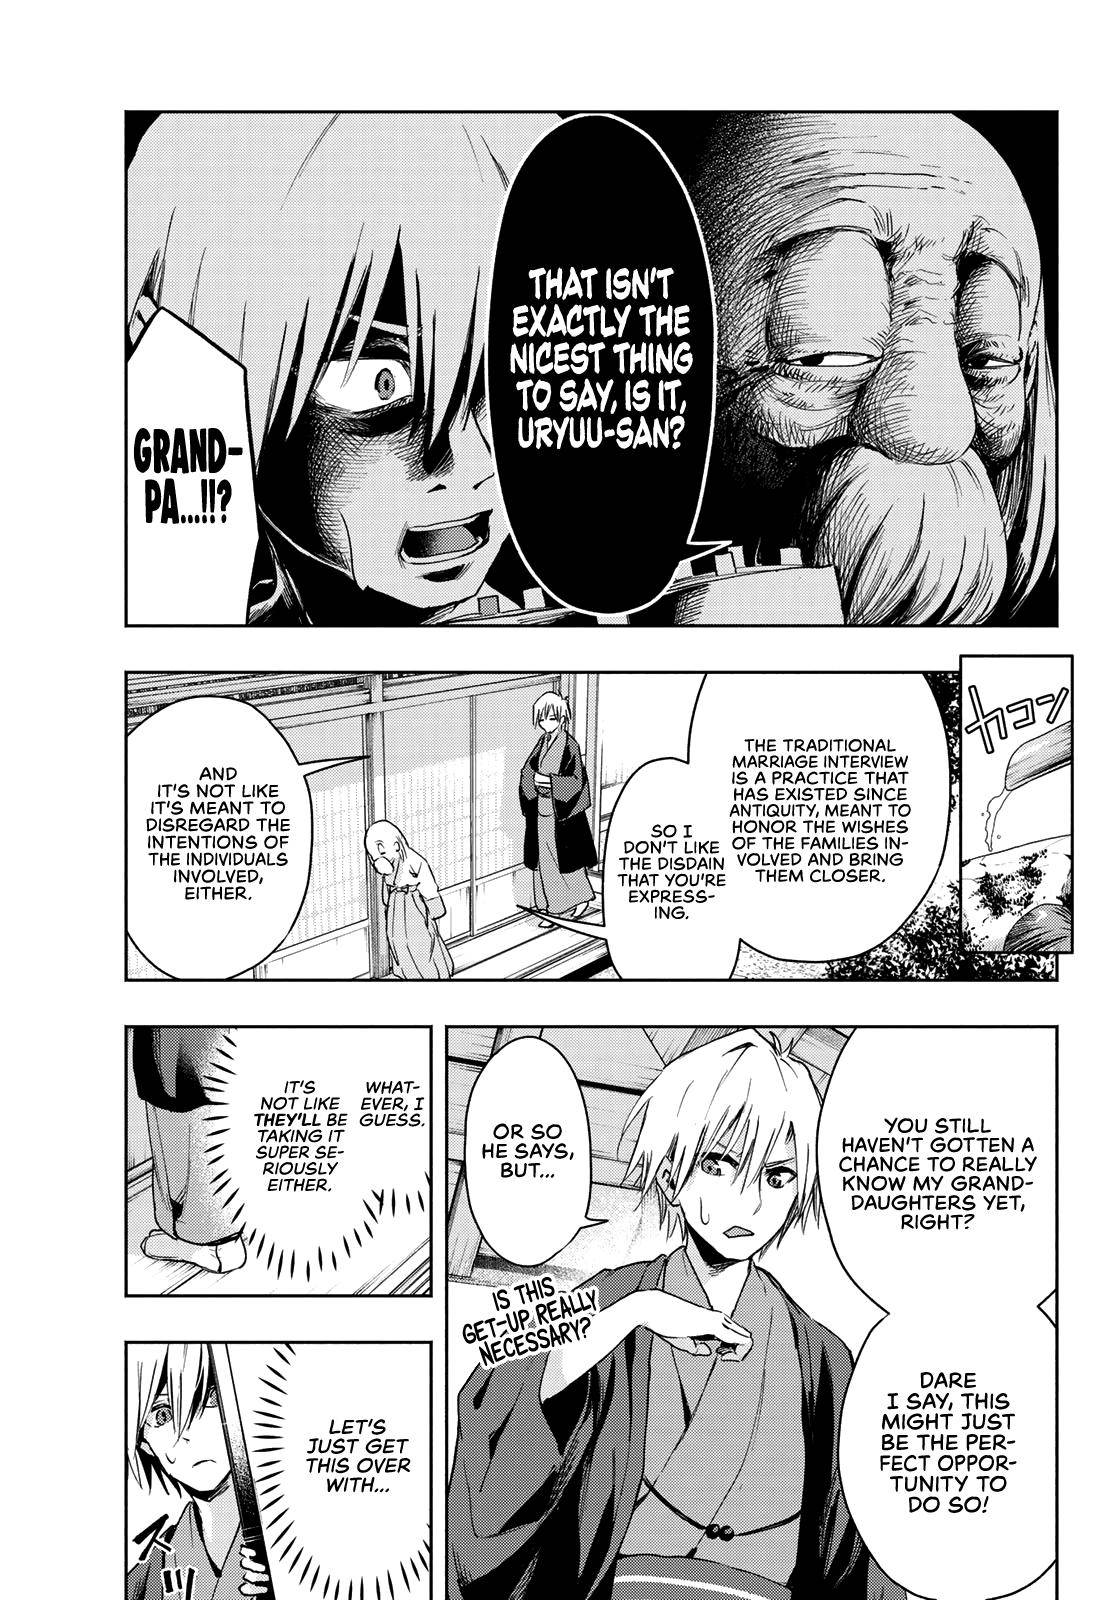 THAT ISN'T
EXACTLY THE
NICEST THING
TO SAY, IS IT,
URYUU-SAN?
GRAND-
PA...!!?
カコン
THE TRADITIONAL
MARRIAGE INTERVIEW
IS A PRACTICE THAT
HAS EXISTED SINCE
ANTIQUITY, MEANT TO
HONOR THE WISHES
OF THE FAMILIES IN-
VOLVED AND BRING
THEM CLOSER.
SO I
DON'T LIKE
THE DISDAIN
THAT YOU'RE
EXPRESS-
ING.
AND
IT'S NOT LIKE
IT'S MEANT TO
DISREGARD THE
INTENTIONS OF
THE INDIVIDUALS
INVOLVED,
EITHER.
YOU STILL
HAVEN'T GOTTEN A
CHANCE TO REALLY
KNOW MY GRAND-
DAUGHTERS YET,
RIGHT?
DARE
I SAY, THIS
MIGHT JUST
BE THE PER-
FECT OPPOR-
TUNITY TO
DO SO!
OR SO
HE SAYS,
BUT...
IS THIS
GET-UP REALLY
NECESSARY?
WHAT-
EVER, I
GUESS.
IT'S
NOT LIKE
THEY'LL BE
TAKING IT
SUPER SE-
RIOUSLY
EITHER.
LET'S
JUST GET
THIS OVER
WITH...
ズッ